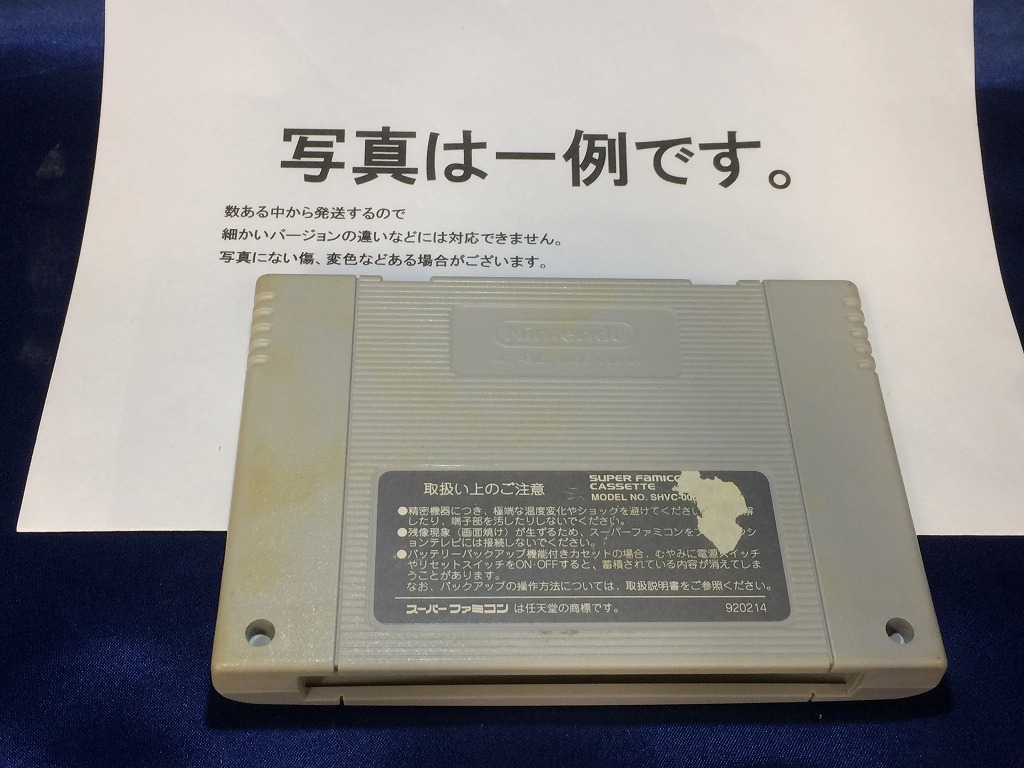 写真は一例です。
数ある中から発送するので
細かいバージョンの違いなどには対応できません。
写真にない傷、変色などある場合がございます。
Nintendo
取扱い上のご注意
SUPER FAMICO
CASSETTE
MODEL NO. SHVC-00
●精密機器につき、極端な温度変化やショックを避けてくださ 解
したり、端子部を汚したりしないでください。
●残像現象（画面焼け）が生ずるため、スーパーファミコンを ション
ョンテレビには接続しないでください。
●バッテリーバックアップ機能付きカセットの場合、むやみに電源スイッチ
やリセットスイッチをON・OFFすると、蓄積されている内容が消えてしま
うことがあります。
なお、バックアップの操作方法については、取扱説明書をご参照ください。
スーパーファミコン は任天堂の商標です。
920214